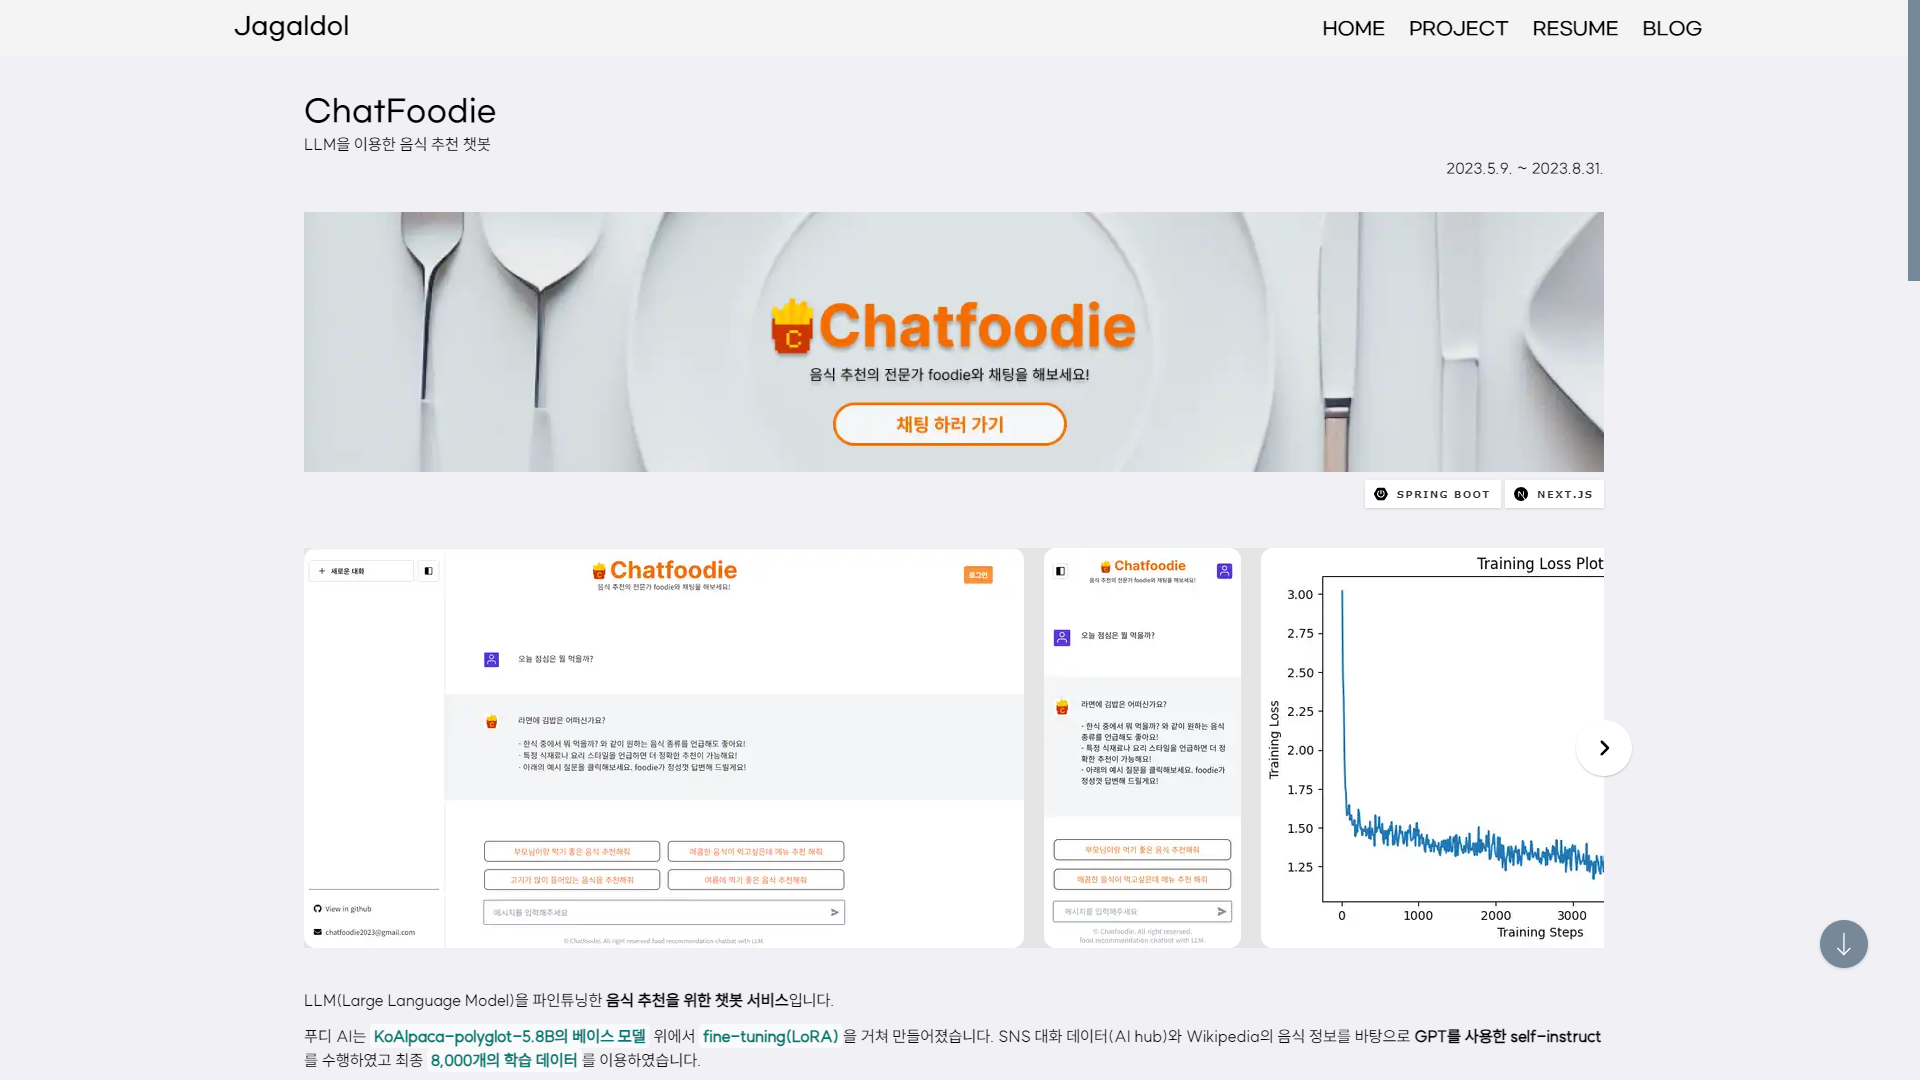 Jagaldol
HOME PROJECT RESUME BLOG
ChatFoodie
LLM을 이용한 음식 추천 챗봇
2023.5.9. ~ 2023.8.31.
Chatfoodie
음식 추천의 전문가 foodie와 채팅을 해보세요!
채팅 하러 가기
SPRING BOOT NEXT.JS
새로운 대화
Chatfoodie
음식 추천의 전문가 foodie와 채팅을 해보세요!
로그인
오늘 점심은 뭘 먹을까?
라면에 김밥은 어떠신가요?
- 한식 중에서 뭐 먹을까? 와 같이 원하는 음식 종류를 언급해도 좋아요!
- 특정 식재료나 요리 스타일을 언급하면 더 정확한 추천이 가능해요!
- 아래의 예시 질문을 클릭해보세요. foodie가 정성껏 답변해 드릴게요!
부모님이랑 먹기 좋은 음식 추천해줘 매콤한 음식이 먹고싶은데 메뉴 추천 해줘
고기가 많이 들어있는 음식을 추천해줘 여름에 먹기 좋은 음식 추천해줘
메시지를 입력해주세요
View in github
chatfoodie2023@gmail.com
© Chatfoodie. All right reserved.food recommendation chatbot with LLM.
Chatfoodie
음식 추천의 전문가 foodie와 채팅을 해보세요!
오늘 점심은 뭘 먹을까?
라면에 김밥은 어떠신가요?
- 한식 중에서 뭐 먹을까? 와 같이 원하는 음식
종류를 언급해도 좋아요!
- 특정 식재료나 요리 스타일을 언급하면 더 정
확한 추천이 가능해요!
- 아래의 예시 질문을 클릭해보세요. foodie가
정성껏 답변해 드릴게요!
부모님이랑 먹기 좋은 음식 추천해줘
매콤한 음식이 먹고싶은데 메뉴 추천 해줘
메시지를 입력해주세요
© Chatfoodie. All right reserved.
food recommendation chatbot with LLM.
Training Loss Plot
Training Loss
3.00
2.75
2.50
2.25
2.00
1.75
1.50
1.25
0 1000 2000 3000
Training Steps
LLM(Large Language Model)을 파인튜닝한 음식 추천을 위한 챗봇 서비스입니다.
푸디 AI는 KoAlpaca-polyglot-5.8B의 베이스 모델 위에서 fine-tuning(LoRA) 을 거쳐 만들어졌습니다. SNS 대화 데이터(AI hub)와 Wikipedia의 음식 정보를 바탕으로 GPT를 사용한 self-instruct
를 수행하였고 최종 8,000개의 학습 데이터 를 이용하였습니다.